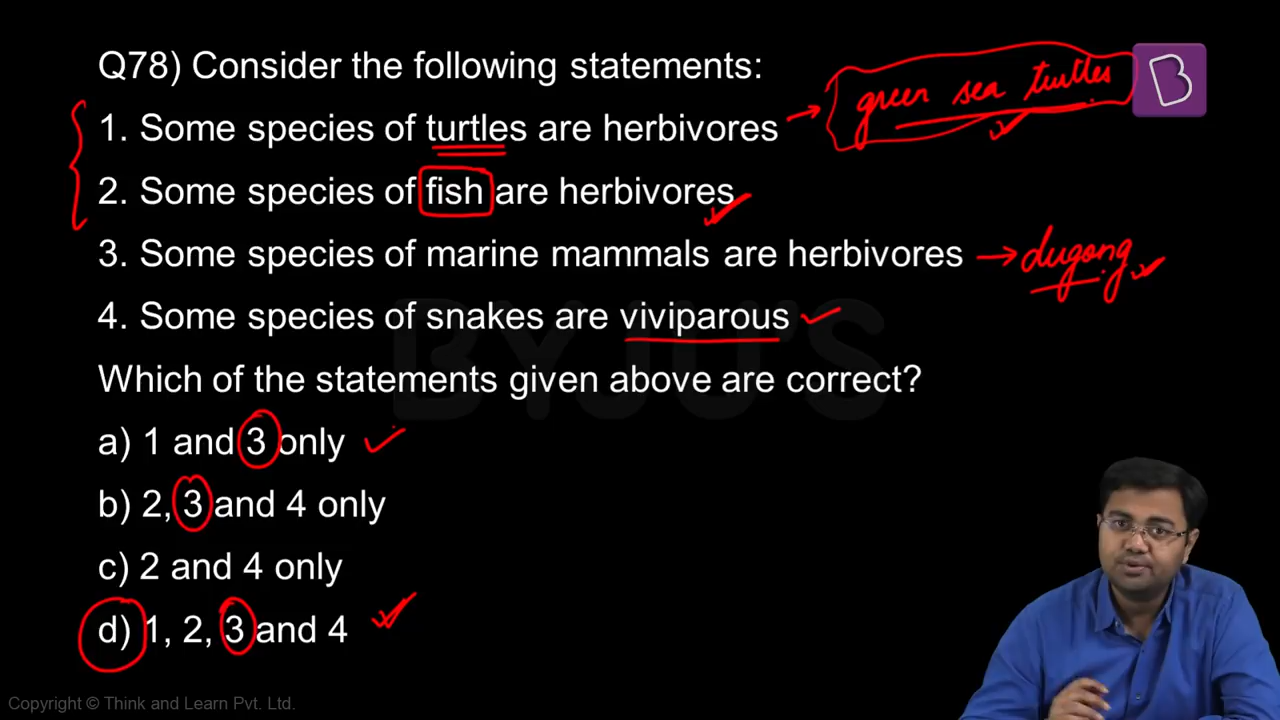 Q78) Consider the following statements:
1. Some species of turtles are herbivores → green sea turtles
2. Some species of fish are herbivores
3. Some species of marine mammals are herbivores → dugong
4. Some species of snakes are viviparous
BYJU'S
Which of the statements given above are correct?
a) 1 and 3 only
b) 2, 3 and 4 only
c) 2 and 4 only
d) 1, 2, 3 and 4
Copyright © Think and Learn Pvt. Ltd.